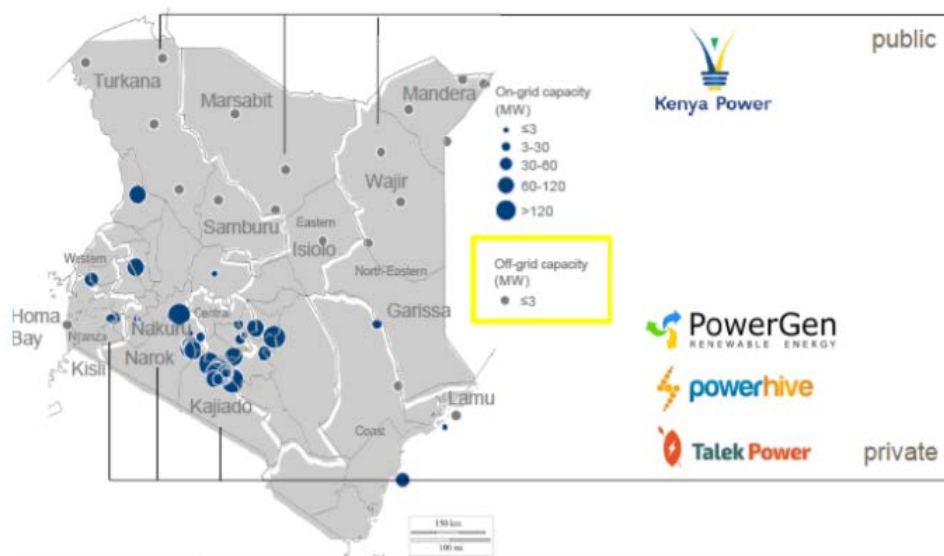 public
Kenya Power
Turkana
Marsabit
Mandera
On-grid capacity
(MW)
≤3
3-30
30-60
60-120
>120
Wajir
Samburu
Eastern
Isiolo
Western
North-Eastern
Off-grid capacity
(MW)
≤3
Garissa
Homa
Bay
Nyanza
Nakuru
Central
Kisli
Narok
PowerGen
RENEWABLE ENERGY
powerhive
Kajiado
Lamu
Coast
Talek Power
private
150 km
100 mi